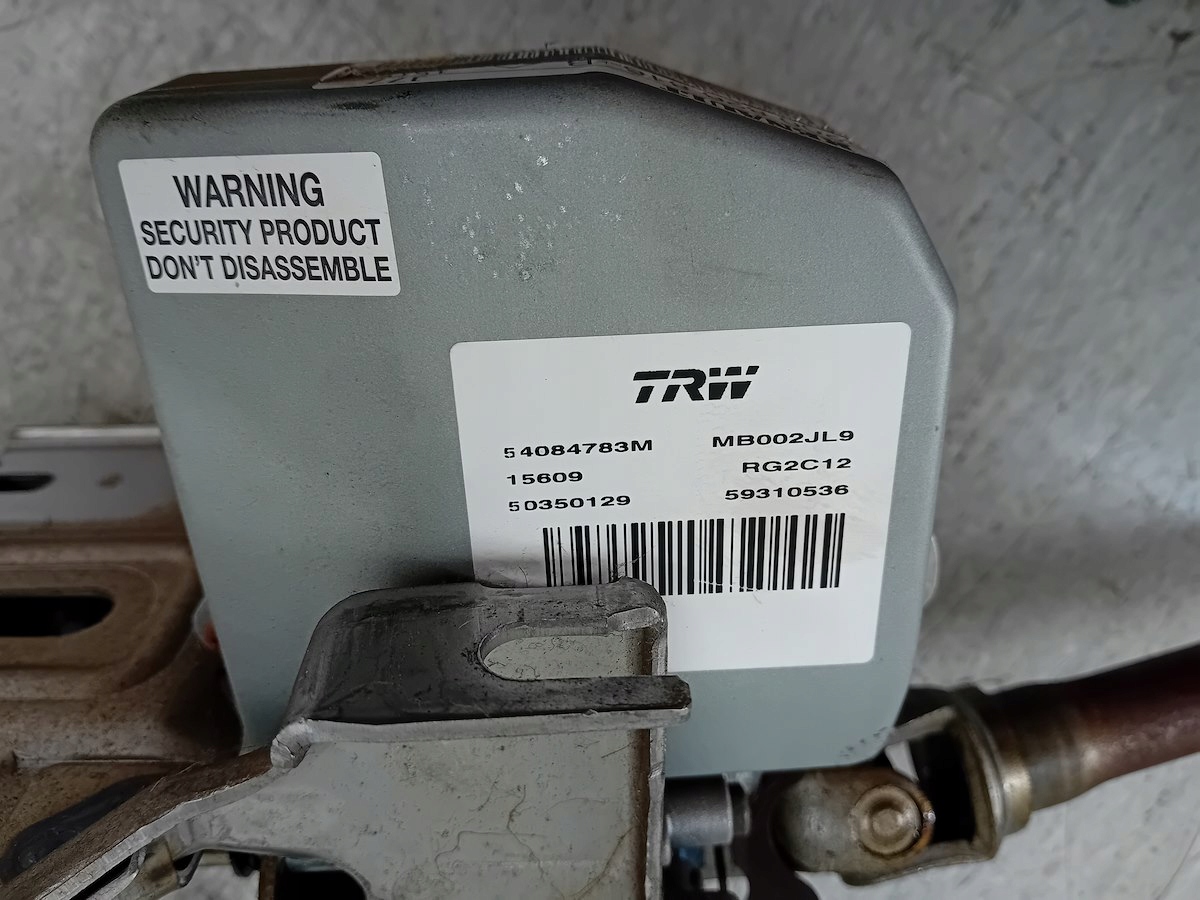 WARNING
SECURITY PRODUCT
DON'T DISASSEMBLE
TRW
54084783M MB002JL9
15609 RG2C12
50350129 59310536